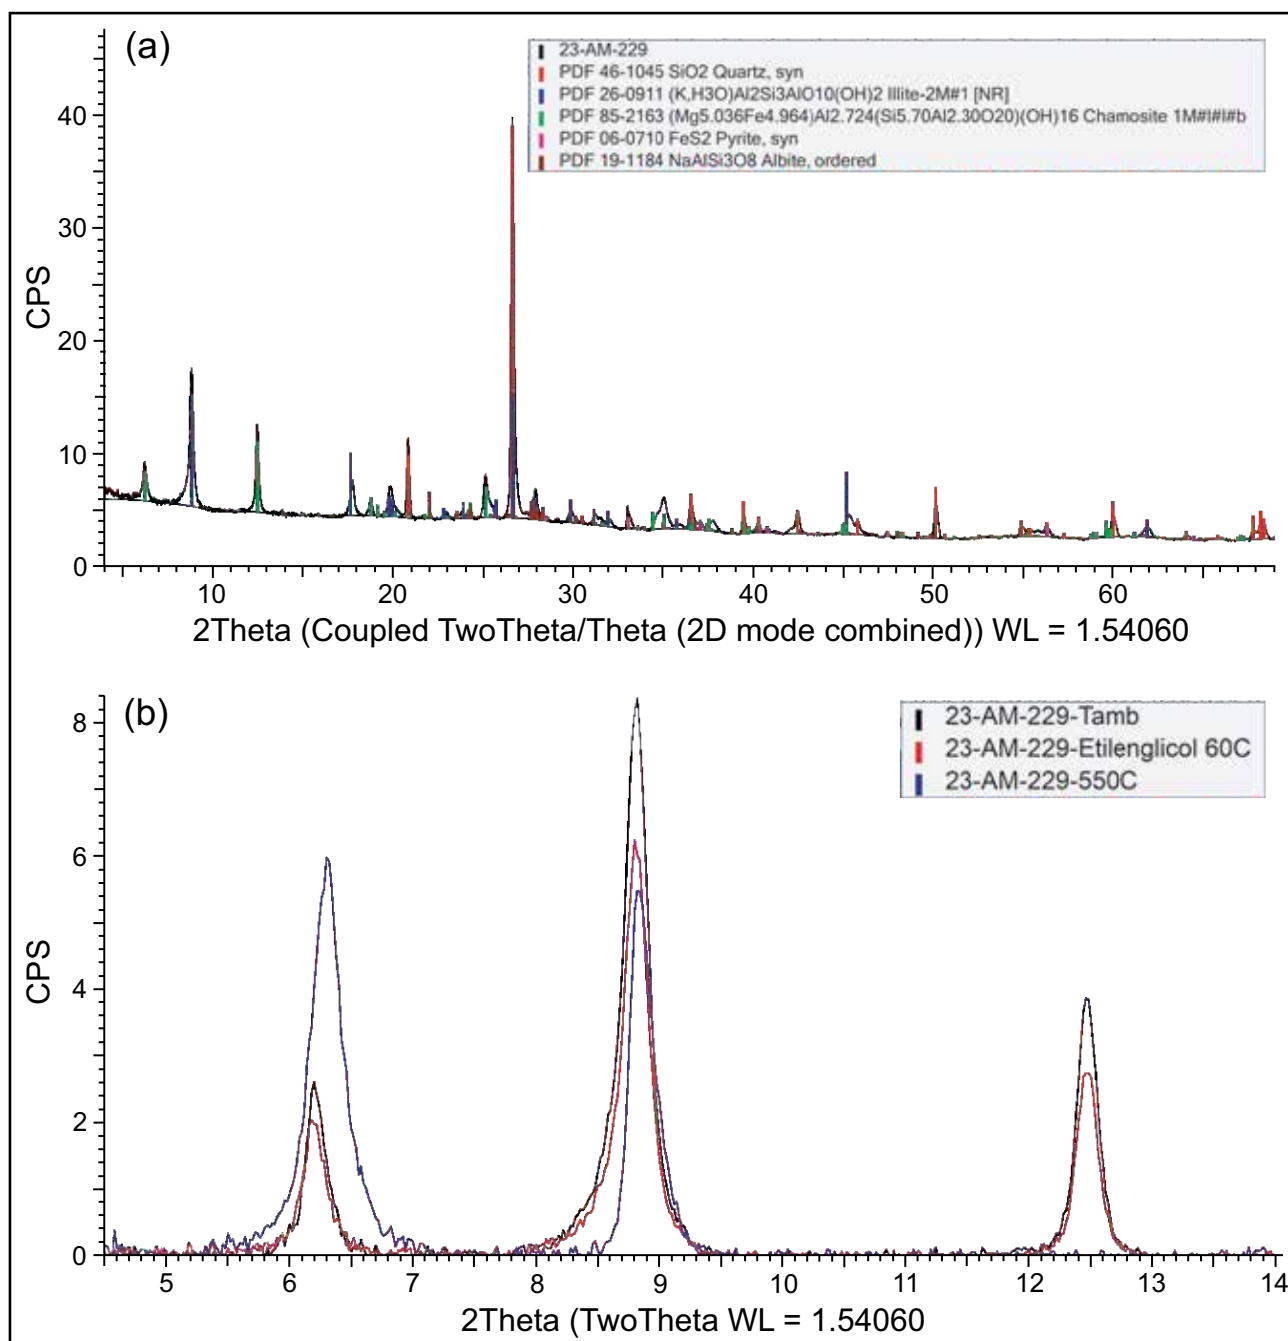 (a)
23-AM-229
PDF 46-1045 SiO2 Quartz, syn
PDF 26-0911 (K,H3O)Al2Si3AlO10(OH)2 Illite-2M#1 [NR]
PDF 85-2163 (Mg5.036Fe4.964)Al2.724(Si5.70Al2.30O20)(OH)16 Chamosite 1M#I#I#b
PDF 06-0710 FeS2 Pyrite, syn
PDF 19-1184 NaAlSi3O8 Albite, ordered
CPS
40
30
20
10
0
10 20 30 40 50 60
2Theta (Coupled TwoTheta/Theta (2D mode combined)) WL = 1.54060
(b)
23-AM-229-Tamb
23-AM-229-Etilenglicol 60C
23-AM-229-550C
CPS
8
6
4
2
0
5 6 7 8 9 10 11 12 13 14
2Theta (TwoTheta WL = 1.54060